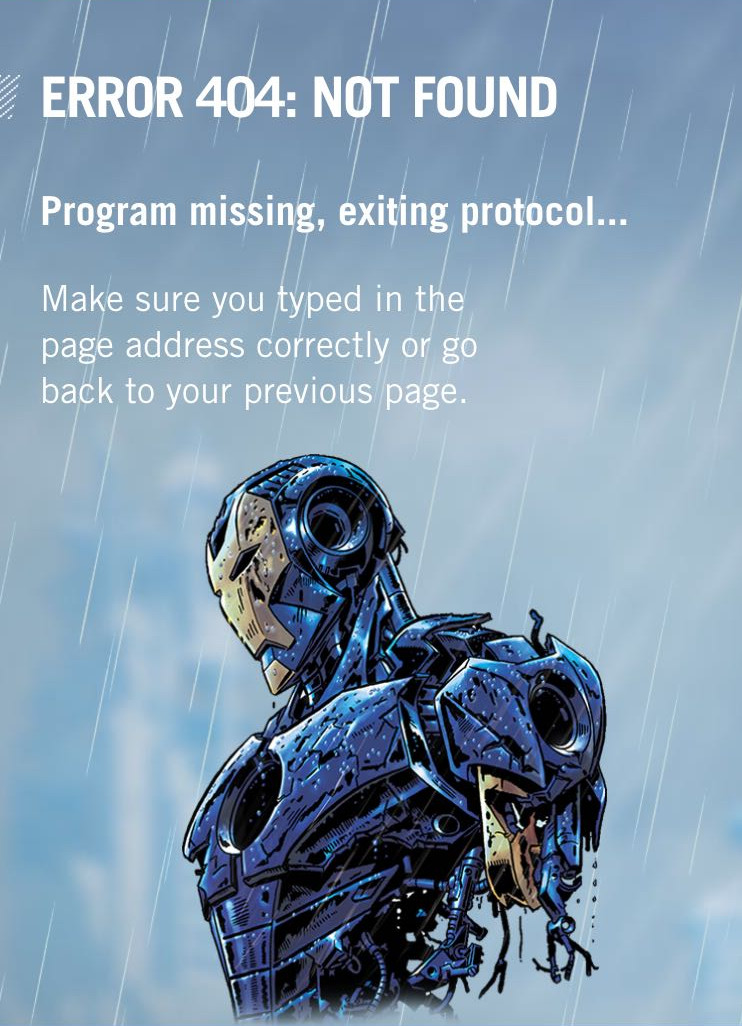 ERROR 404: NOT FOUND
Program missing, exiting protocol...
Make sure you typed in the
page address correctly or go
back to your previous page.